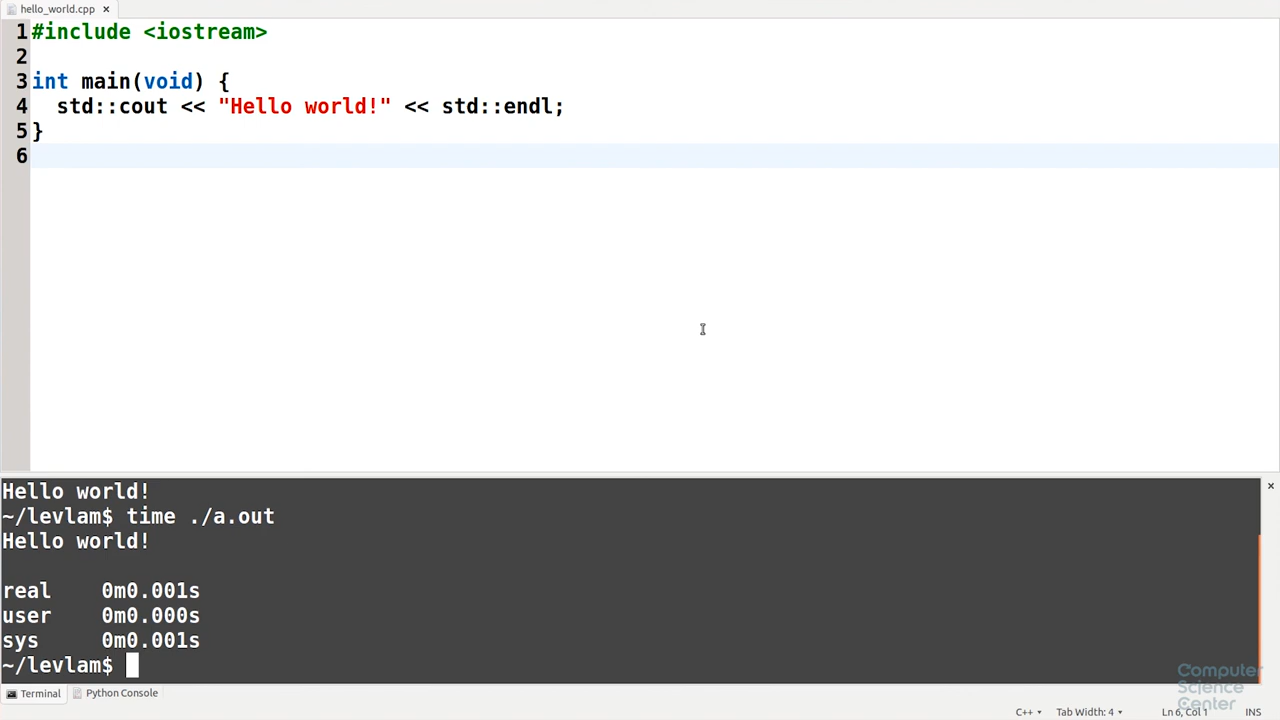 hello_world.cpp ×
1 #include <iostream>
2
3 int main(void) {
4   std::cout << "Hello world!" << std::endl;
5 }
6
Hello world!
~/levlam$ time ./a.out
Hello world!
real    0m0.001s
user    0m0.000s
sys     0m0.001s
~/levlam$
Terminal Python Console
C++ Tab Width: 4 Ln 6, Col 1 INS
Computer
Science
Center